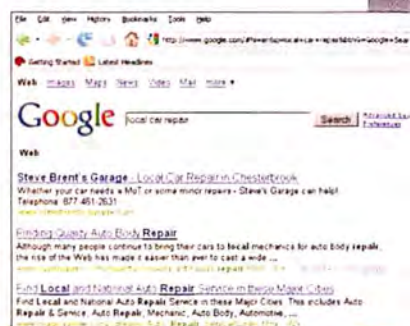 File Edit View History Bookmarks Tools Help
Getting Started Latest Headlines
Web Images Maps News Video Mail more ▼
Google local car repair Search Advanced Search
Preferences
Web
Steve Brent's Garage - Local Car Repair in Chesterbrook
Whether your car needs a MoT or some minor repairs - Steve's Garage can help!
Telephone 877-461-2631
Finding Quality Auto Body Repair
Although many people continue to bring their cars to local mechanics for auto body repair,
the rise of the Web has made it easier than ever to cast a wide ...
Find Local and National Auto Repair Service in these Major Cities
Find Local and National Auto Repair Service in these Major Cities. This includes Auto
Repair & Service, Auto Repair, Mechanic, Auto Body, Automotive, ...